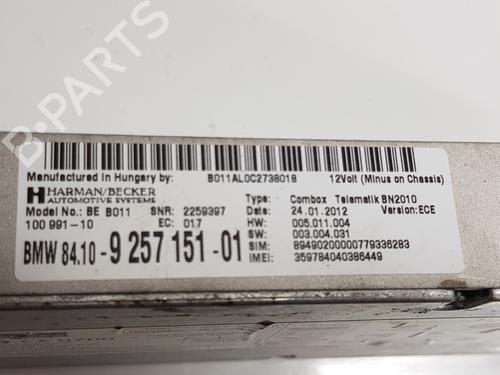 Manufactured In Hungary by: B011AL0C2738018 12Volt (Minus on Chassis)
HARMAN/BECKER
AUTOMOTIVE SYSTEMS
Type: Combox Telematik BN2010
Model No.: BE B011 SNR: 2259397 Date: 24.01.2012 Version: ECE
100 991-10 EC: 017 HW: 005.011.004
SW: 003.004.031
BMW 84.10 - 9 257 151 -01 SIM: 89490200000779336283
IMEI: 359784040386449
B-PARTS